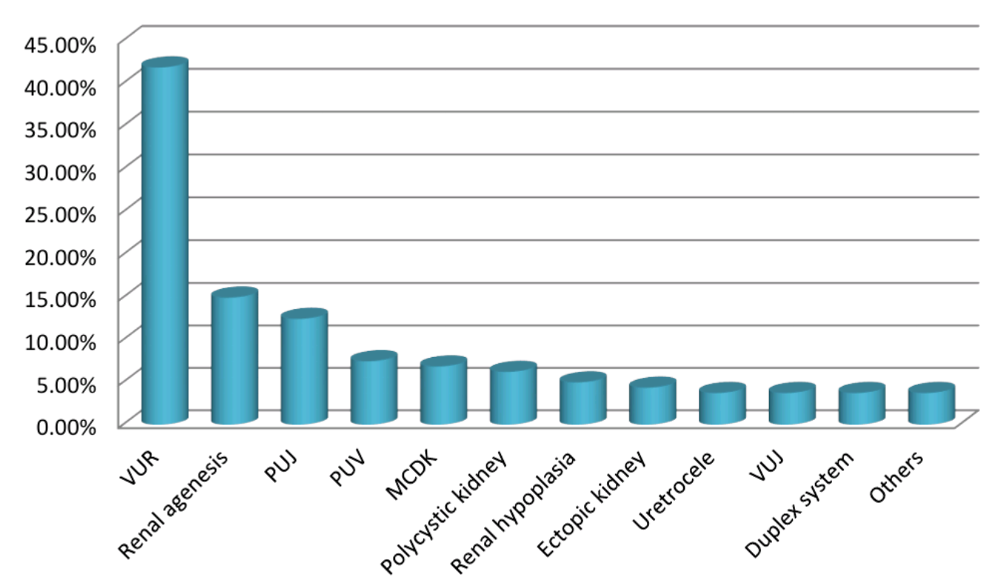 45.00%
40.00%
35.00%
30.00%
25.00%
20.00%
15.00%
10.00%
5.00%
0.00%
VUR
Renal agenesis
PUJ
PUV
MCDK
Polycystic kidney
Renal hypoplasia
Ectopic kidney
Uretrocele
VUJ
Duplex system
Others